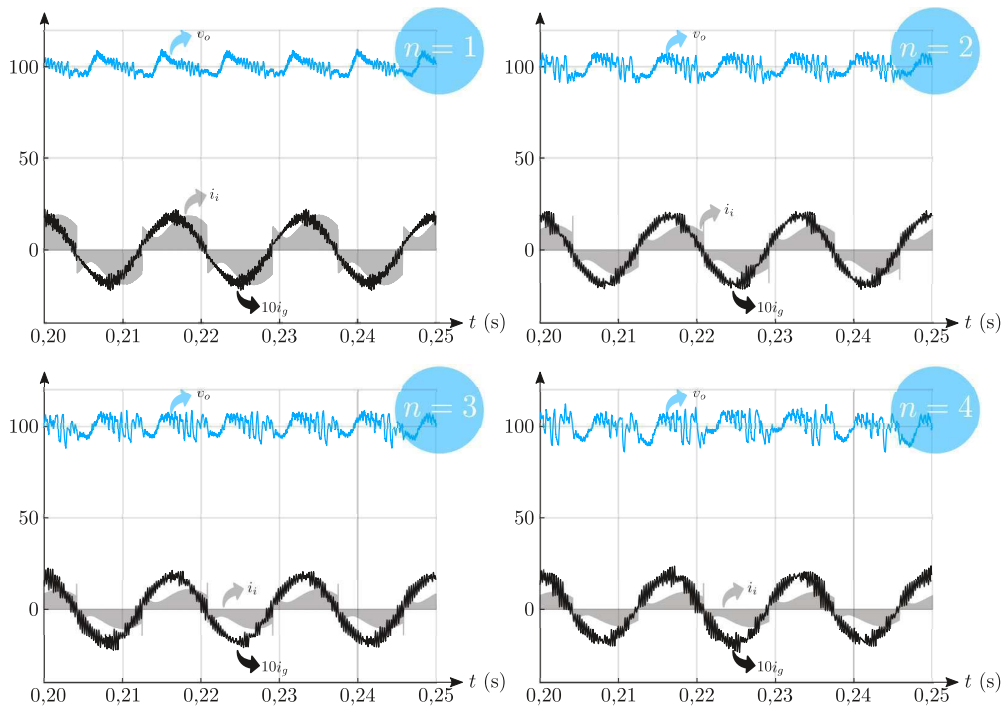 v_o
n = 1
100
50
i_i
0
10i_g
0,20 0,21 0,22 0,23 0,24 0,25
t (s)
v_o
n = 2
100
50
i_i
0
10i_g
0,20 0,21 0,22 0,23 0,24 0,25
t (s)
v_o
n = 3
100
50
i_i
0
10i_g
0,20 0,21 0,22 0,23 0,24 0,25
t (s)
v_o
n = 4
100
50
i_i
0
10i_g
0,20 0,21 0,22 0,23 0,24 0,25
t (s)